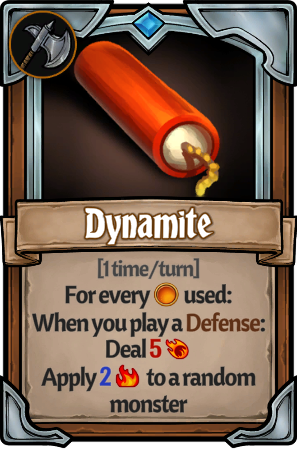 Dynamite
[1 time/turn]
For every used:
When you play a Defense:
Deal 5
Apply 2 to a random
monster